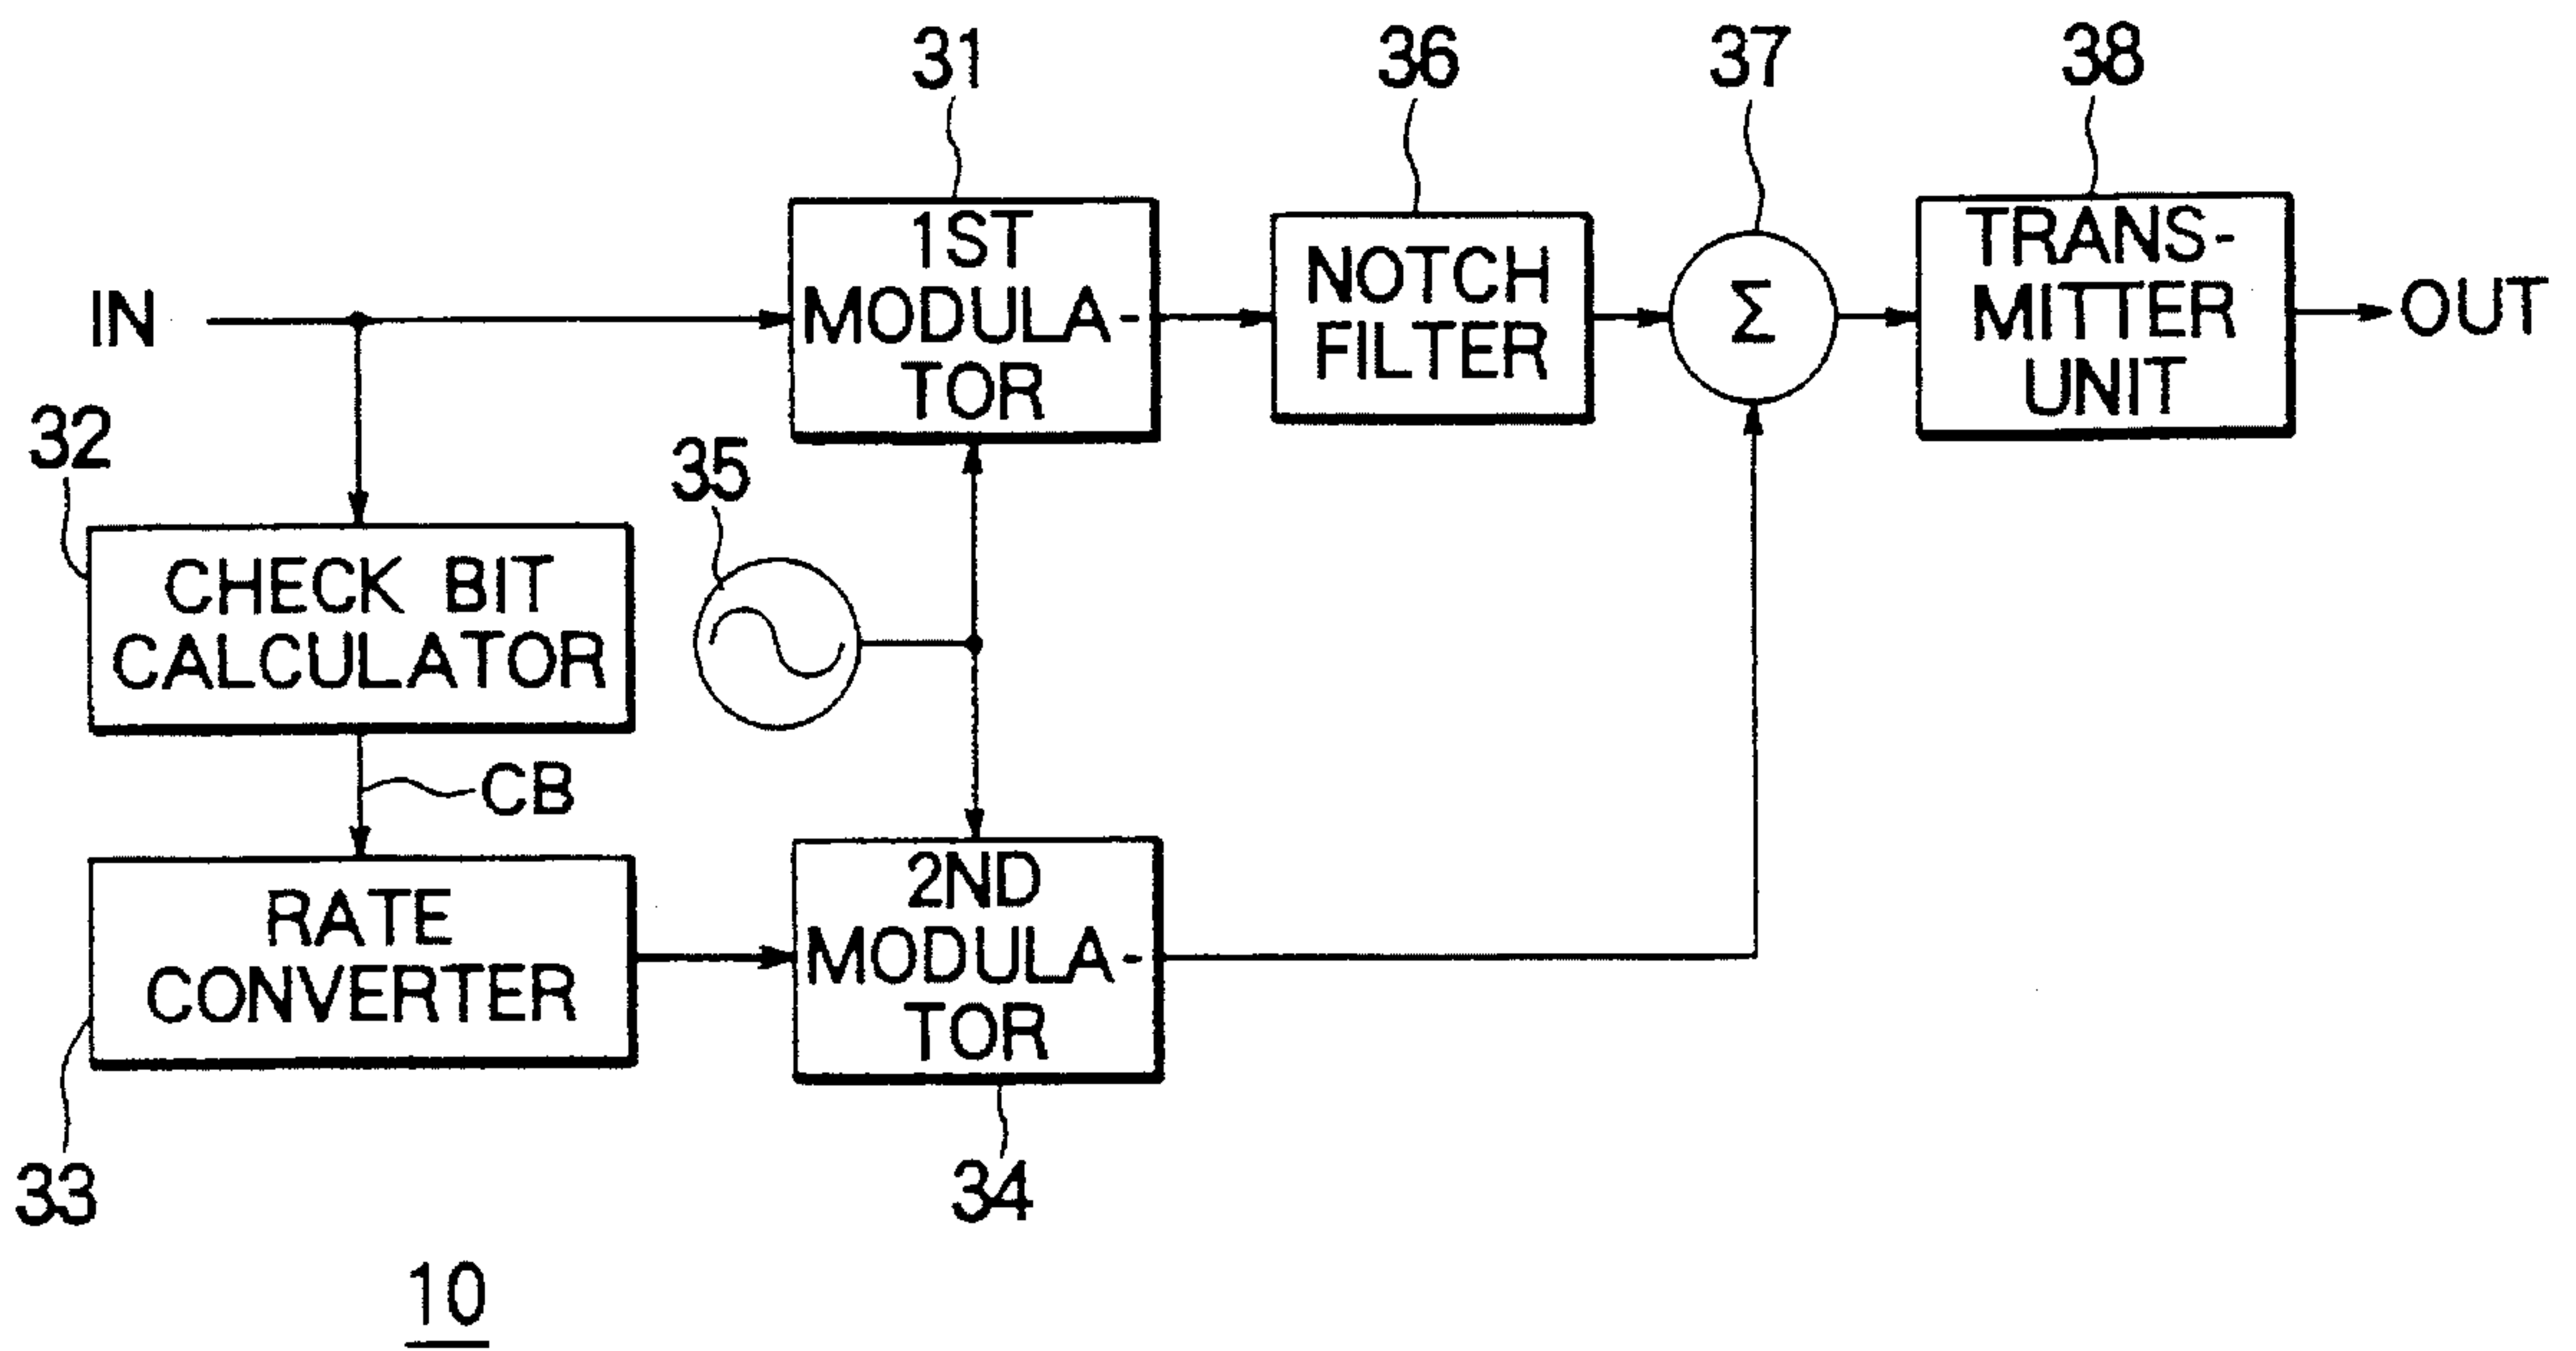 31
36
37
38
IN
1ST
MODULA-
TOR
NOTCH
FILTER
Σ
TRANS-
MITTER
UNIT
OUT
32
35
CHECK BIT
CALCULATOR
CB
RATE
CONVERTER
2ND
MODULA-
TOR
33
34
10